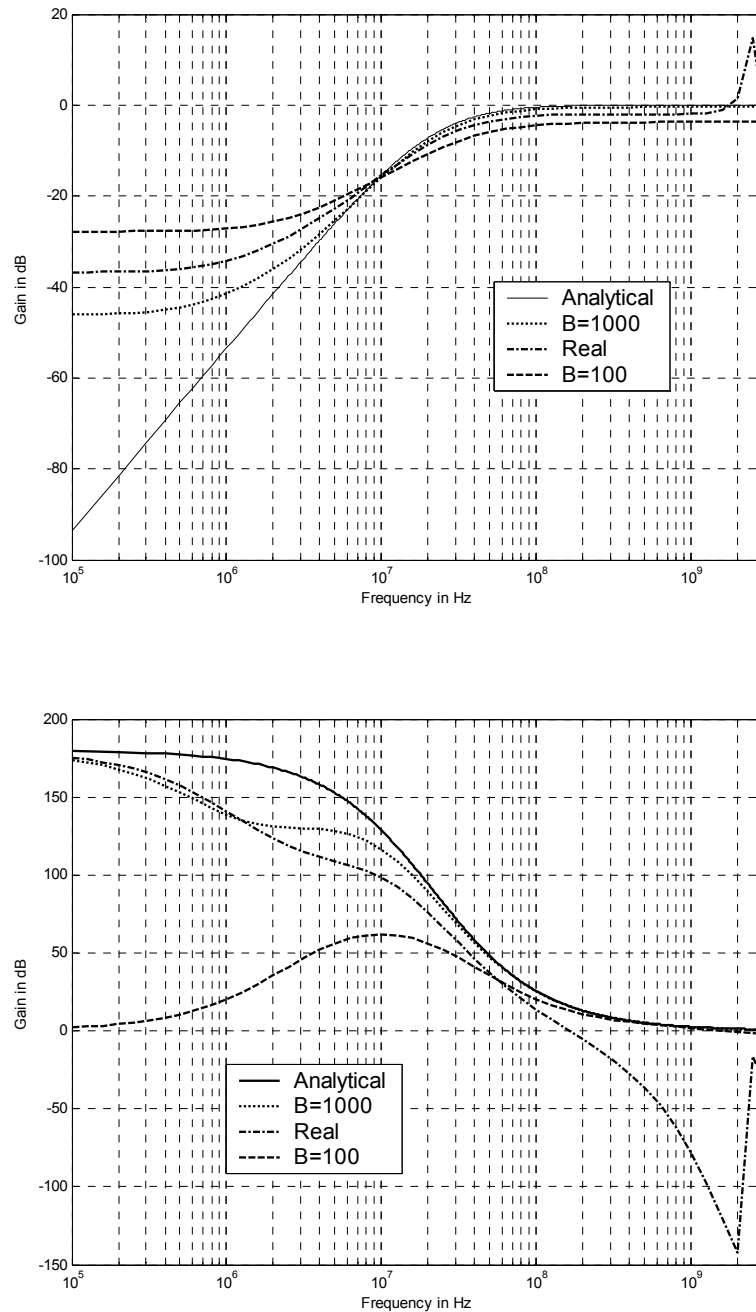 20
0
-20
-40
-60
-80
-100
Gain in dB
Analytical
B=1000
Real
B=100
10^5
10^6
10^7
10^8
10^9
Frequency in Hz
200
150
100
50
0
-50
-100
-150
Gain in dB
Analytical
B=1000
Real
B=100
10^5
10^6
10^7
10^8
10^9
Frequency in Hz